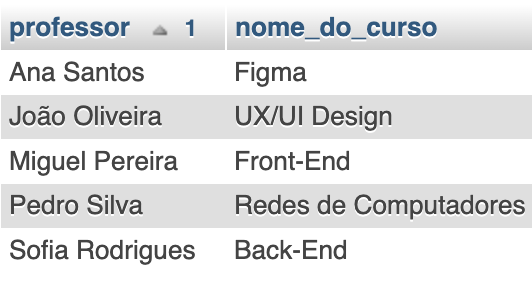 professor 1 nome_do_curso
Ana Santos Figma
João Oliveira UX/UI Design
Miguel Pereira Front-End
Pedro Silva Redes de Computadores
Sofia Rodrigues Back-End